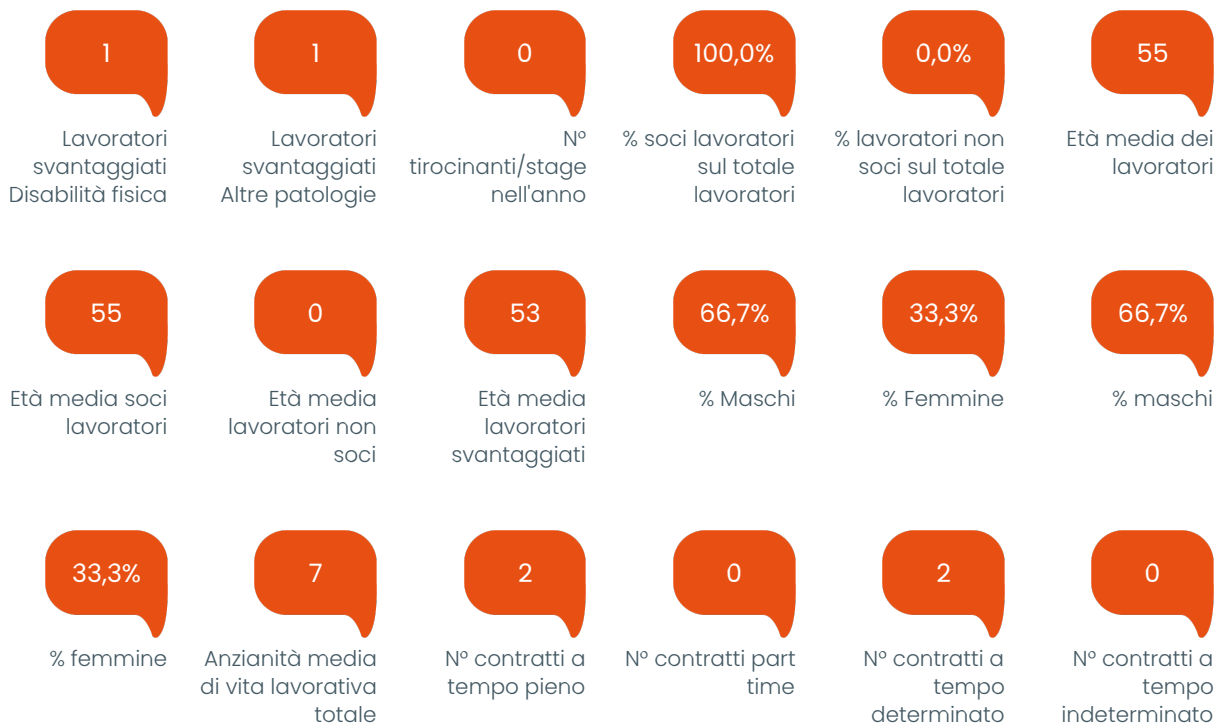 1
Lavoratori
svantaggiati
Disabilità fisica
1
Lavoratori
svantaggiati
Altre patologie
0
N°
tirocinanti/stage
nell'anno
100,0%
% soci lavoratori
sul totale
lavoratori
0,0%
% lavoratori non
soci sul totale
lavoratori
55
Età media dei
lavoratori
55
Età media soci
lavoratori
0
Età media
lavoratori non
soci
53
Età media
lavoratori
svantaggiati
66,7%
% Maschi
33,3%
% Femmine
66,7%
% maschi
33,3%
% femmine
7
Anzianità media
di vita lavorativa
totale
2
N° contratti a
tempo pieno
0
N° contratti part
time
2
N° contratti a
tempo
determinato
0
N° contratti a
tempo
indeterminato